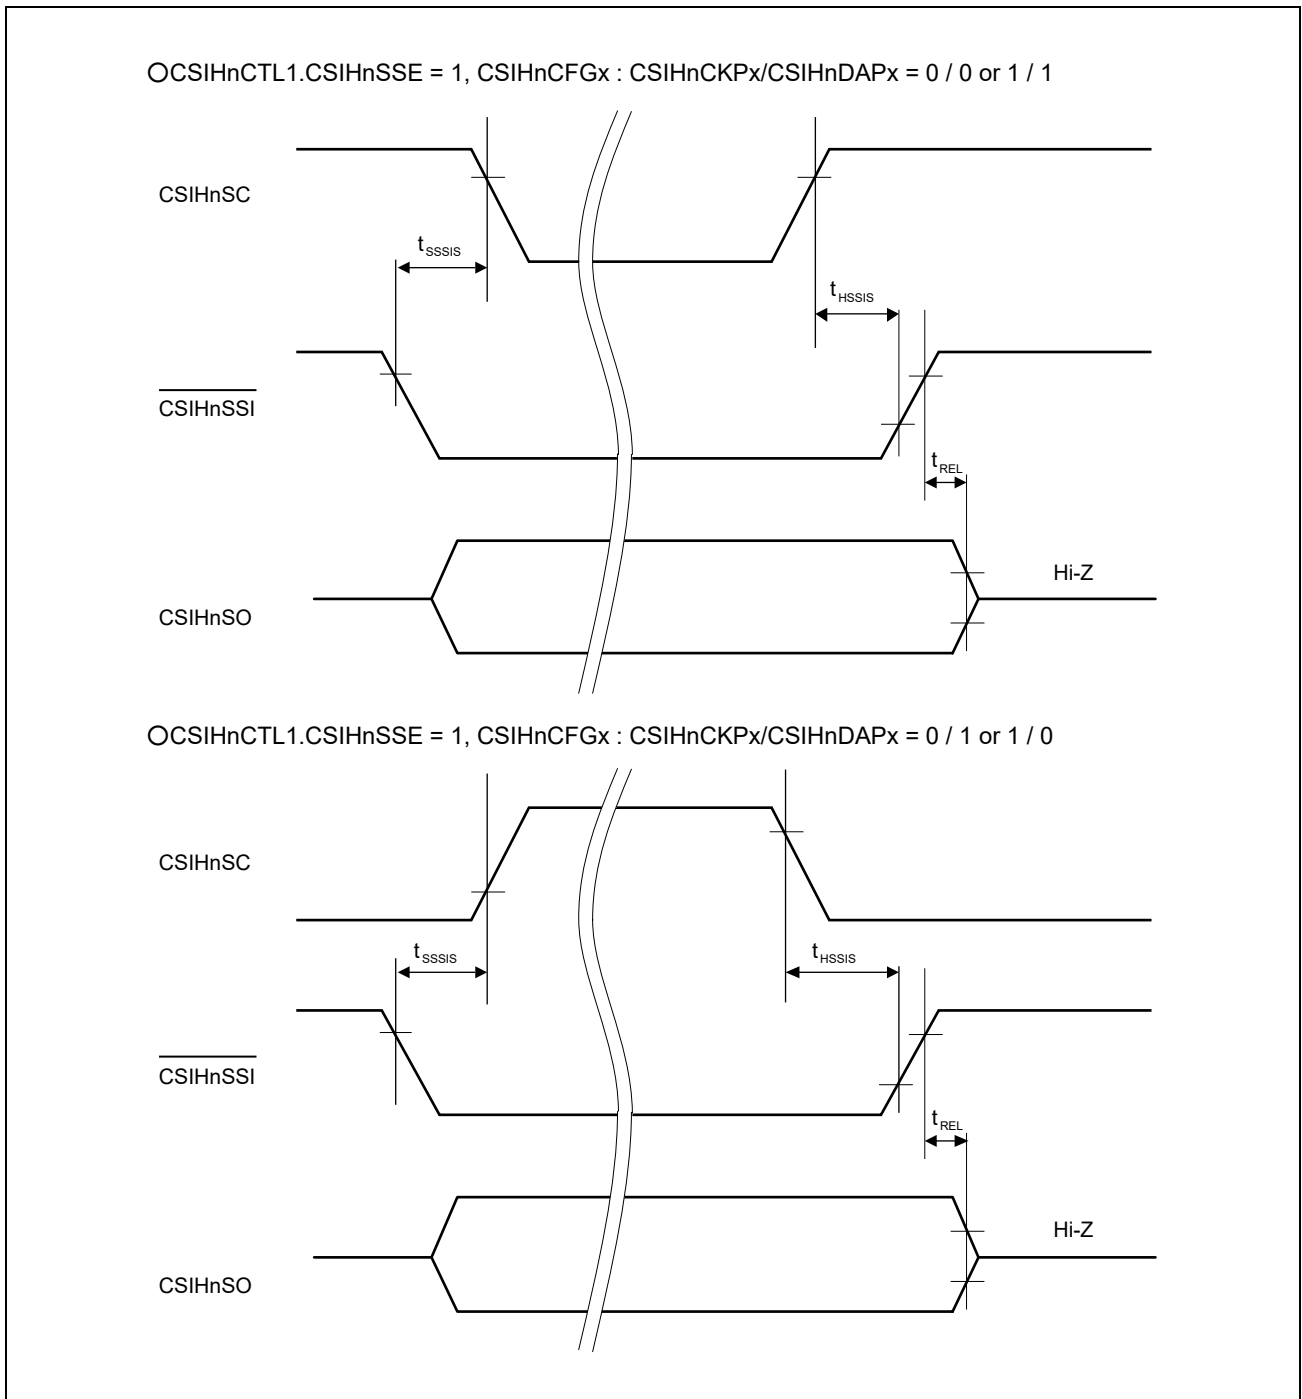 ○CSIHnCTL1.CSIHnSSE = 1, CSIHnCFGx : CSIHnCKPx/CSIHnDAPx = 0 / 0 or 1 / 1
CSIHnSC
tSSSIS
tHSSIS
CSIHnSSI
tREL
Hi-Z
CSIHnSO
○CSIHnCTL1.CSIHnSSE = 1, CSIHnCFGx : CSIHnCKPx/CSIHnDAPx = 0 / 1 or 1 / 0
CSIHnSC
tSSSIS
tHSSIS
CSIHnSSI
tREL
Hi-Z
CSIHnSO